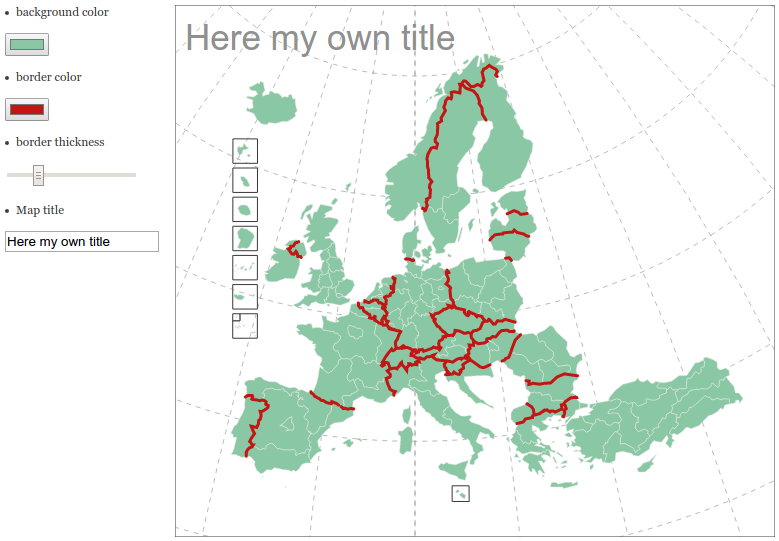 background color
border color
border thickness
Map title
Here my own title
Here my own title